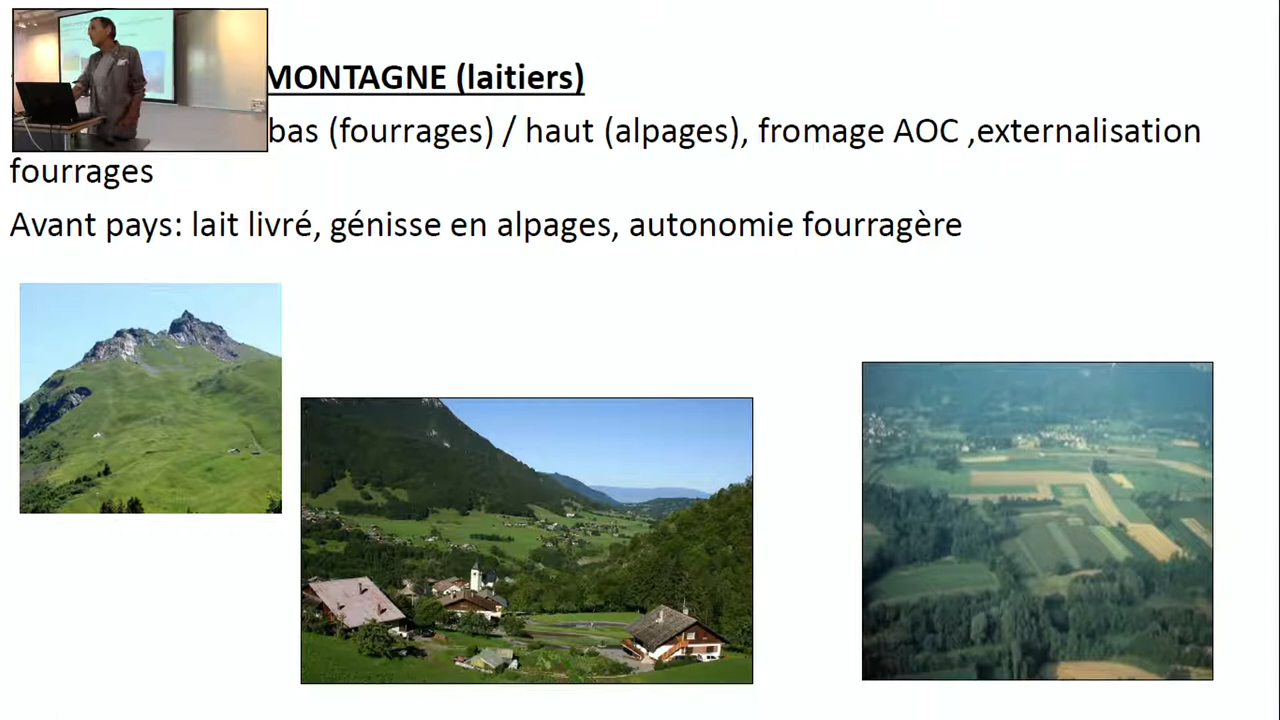 MONTAGNE (laitiers)
bas (fourrages) / haut (alpages), fromage AOC ,externalisation
fourrages
Avant pays: lait livré, génisse en alpages, autonomie fourragère